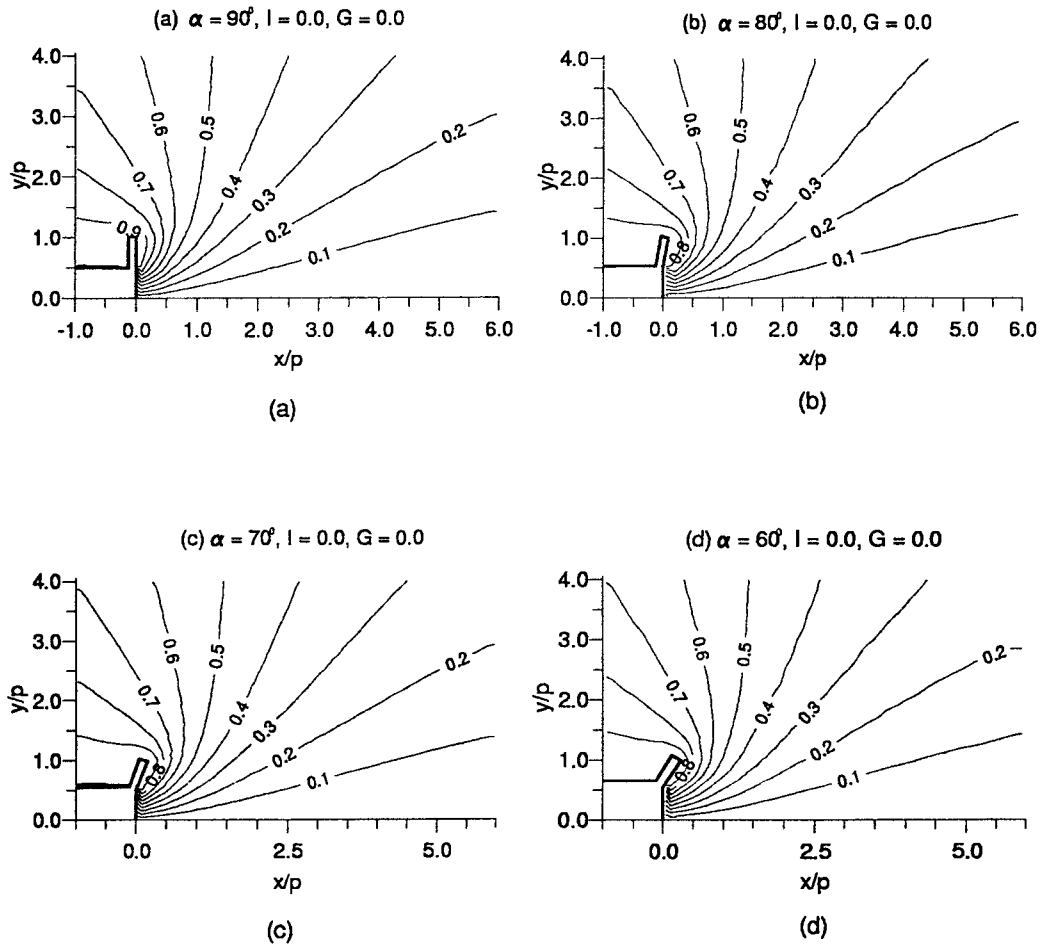 (a) α = 90°, I = 0.0, G = 0.0
4.0
3.0
2.0
1.0
0.0
y/p
0.9
0.7
0.6
0.5
0.4
0.3
0.2
0.2
0.1
-1.0 0.0 1.0 2.0 3.0 4.0 5.0 6.0
x/p
(a)
(b) α = 80°, I = 0.0, G = 0.0
4.0
3.0
2.0
1.0
0.0
y/p
0.8
0.7
0.6
0.5
0.4
0.3
0.2
0.2
0.1
-1.0 0.0 1.0 2.0 3.0 4.0 5.0 6.0
x/p
(b)
(c) α = 70°, I = 0.0, G = 0.0
4.0
3.0
2.0
1.0
0.0
y/p
0.8
0.7
0.6
0.5
0.4
0.3
0.2
0.2
0.1
0.0 2.5 5.0
x/p
(c)
(d) α = 60°, I = 0.0, G = 0.0
4.0
3.0
2.0
1.0
0.0
y/p
0.8
0.7
0.6
0.5
0.4
0.3
0.2
0.2
0.1
0.0 2.5 5.0
x/p
(d)